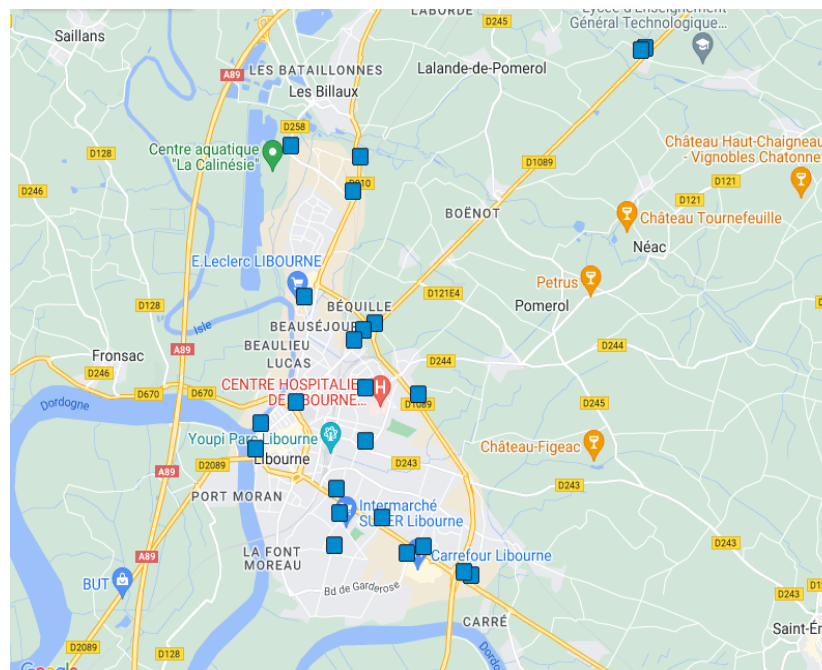 LABORDE
D245
Lycée d'Enseignement
Général Technologique...
Saillans
A89
LES BATAILLONNES
Les Billaux
Lalande-de-Pomerol
D258
Centre aquatique
"La Calinésie"
D128
D910
D1089
Château Haut-Chaigneau
- Vignobles Chatonnet
D246
D121
D121
BOËNOT
Château Tournefeuille
Néac
E.Leclerc LIBOURNE
Petrus
D121E4
Pomerol
D128
BÉQUILLE
Isle
BEAUSÉJOUR
BEAULIEU
LUCAS
A89
Fronsac
D246
D244
D244
CENTRE HOSPITALIE
DE LIBOURNE...
D670
D670
Dordogne
D1089
D245
Youpi Parc Libourne
Château-Figeac
Libourne
A89
D2089
D243
D243
PORT MORAN
Intermarché
SUPER Libourne
LA FONT
MOREAU
Carrefour Libourne
D243
A89
BUT
Bd de Garderose
D243
CARRÉ
D2089
D128
Google